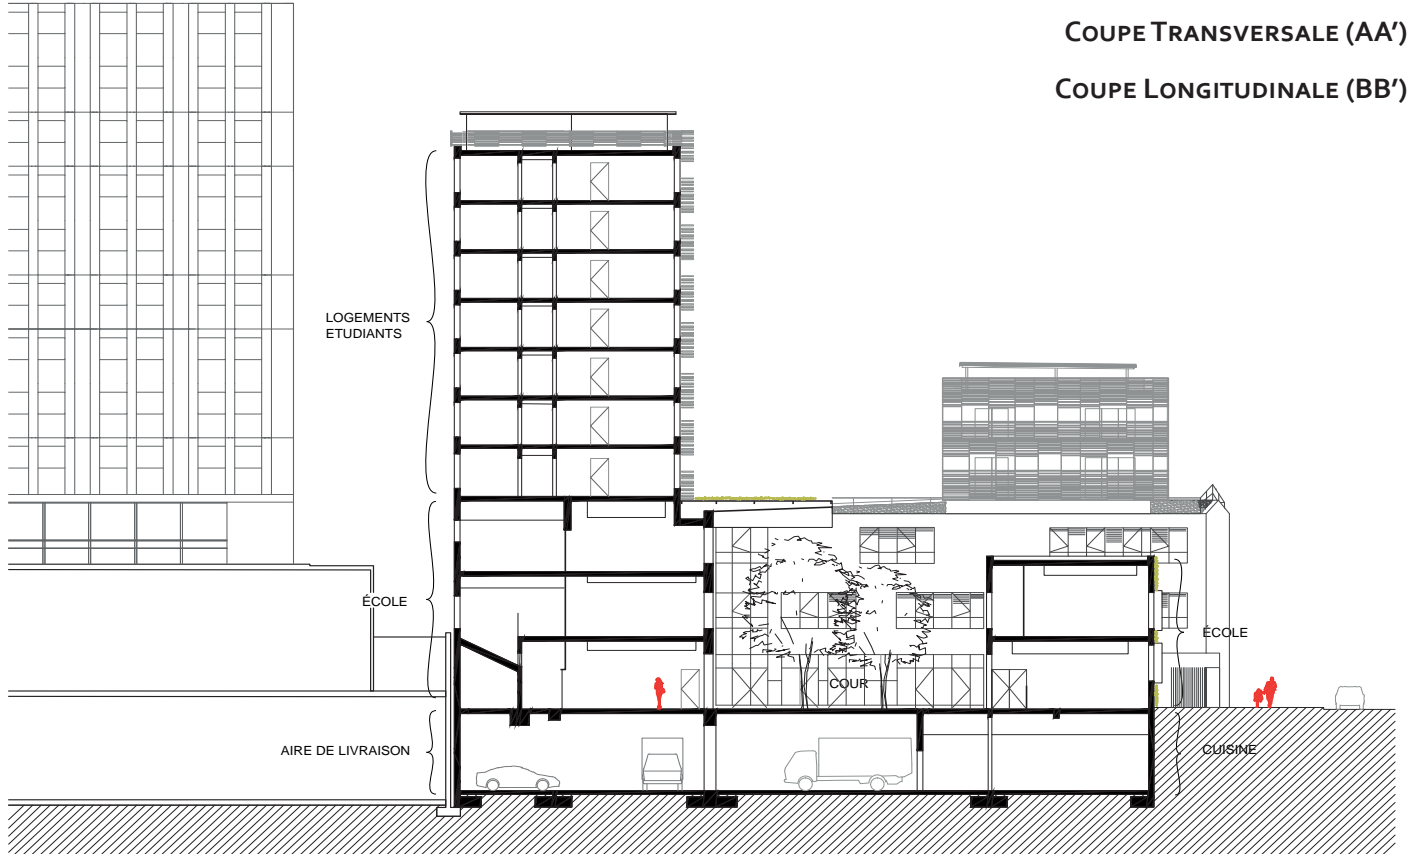 COUPE TRANSVERSALE (AA')
COUPE LONGITUDINALE (BB')
LOGEMENTS
ETUDIANTS
ÉCOLE
ÉCOLE
COUR
AIRE DE LIVRAISON
CUISINE